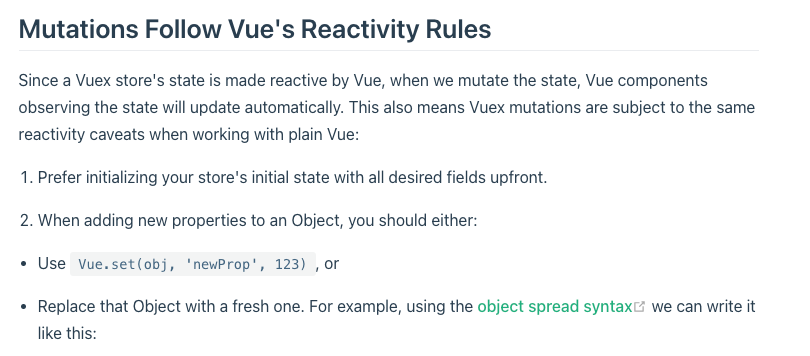 Mutations Follow Vue's Reactivity Rules
Since a Vuex store's state is made reactive by Vue, when we mutate the state, Vue components
observing the state will update automatically. This also means Vuex mutations are subject to the same
reactivity caveats when working with plain Vue:
1. Prefer initializing your store's initial state with all desired fields upfront.
2. When adding new properties to an Object, you should either:
• Use Vue.set(obj, 'newProp', 123) , or
• Replace that Object with a fresh one. For example, using the object spread syntax we can write it
like this: